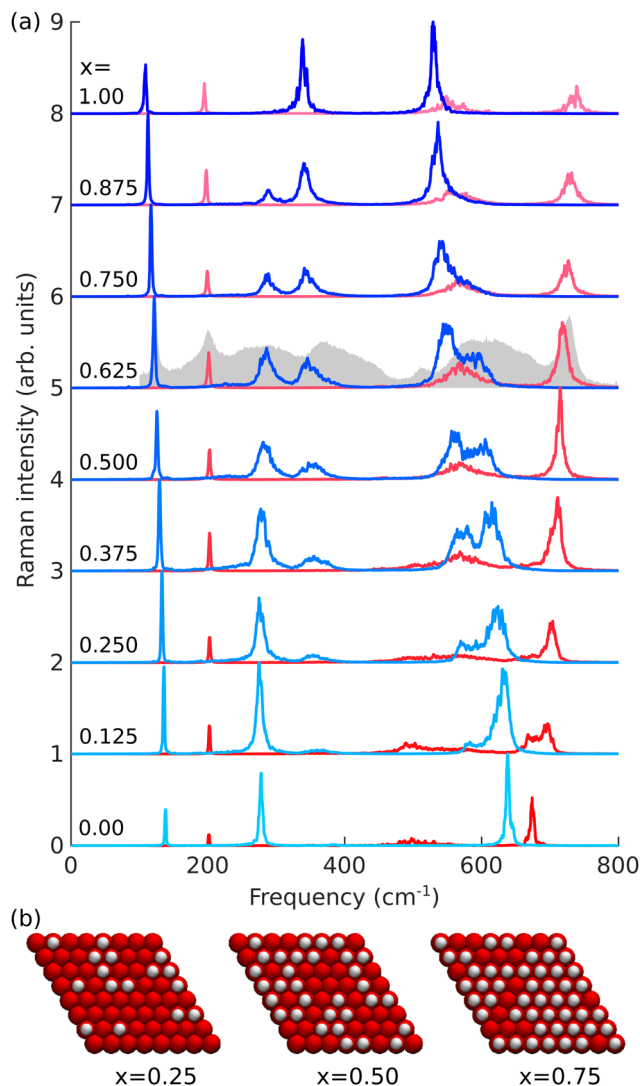 (a)
9
x=
1.00
8
0.875
7
0.750
6
0.625
5
0.500
4
0.375
3
0.250
2
0.125
1
0.00
0
Raman intensity (arb. units)
0 200 400 600 800
Frequency (cm⁻¹)
(b)
x=0.25 x=0.50 x=0.75